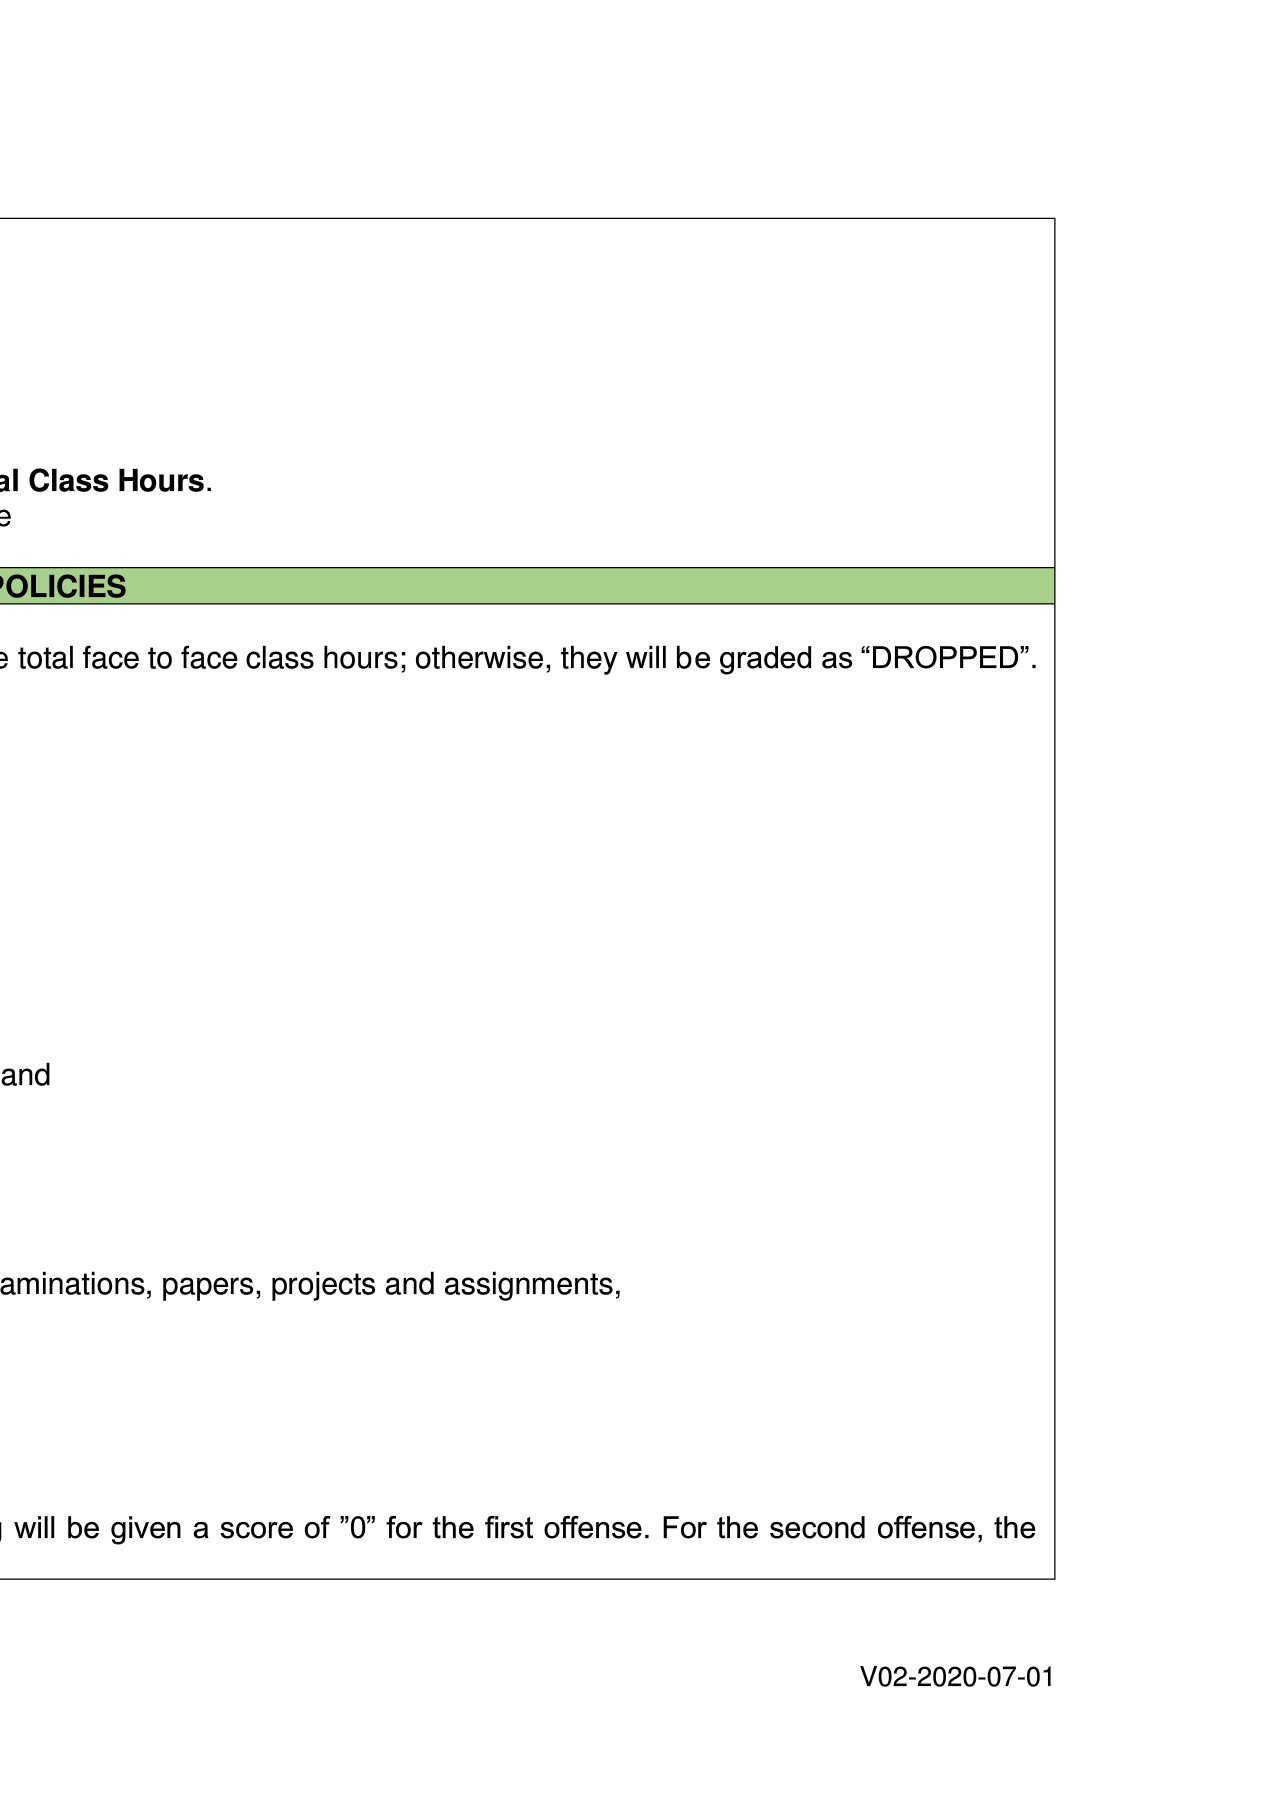 al Class Hours.
e
POLICIES
e total face to face class hours; otherwise, they will be graded as “DROPPED”.
and
aminations, papers, projects and assignments,
g will be given a score of ”0” for the first offense. For the second offense, the
V02-2020-07-01